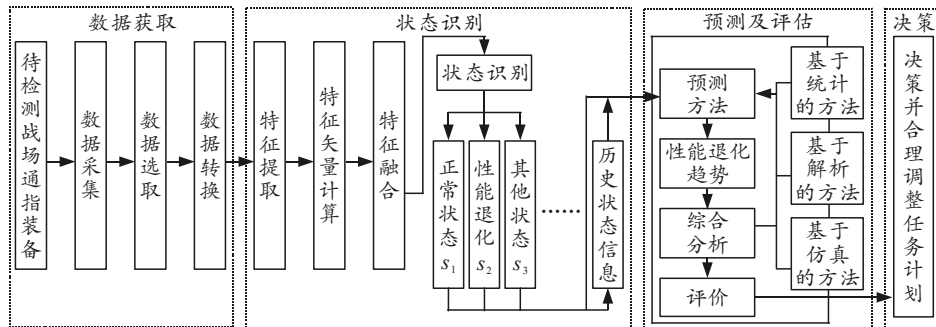 数据获取
状态识别
预测及评估
决策
待检测战场通指装备
数据采集
数据选取
数据转换
特征提取
特征矢量计算
特征融合
状态识别
正常状态s₁
性能退化s₂
其他状态s₃
……
历史状态信息
预测
方法
性能退化
趋势
综合
分析
评价
基于
统计
的方法
基于
解析
的方法
基于
仿真
的方法
决策并合理调整任务计划